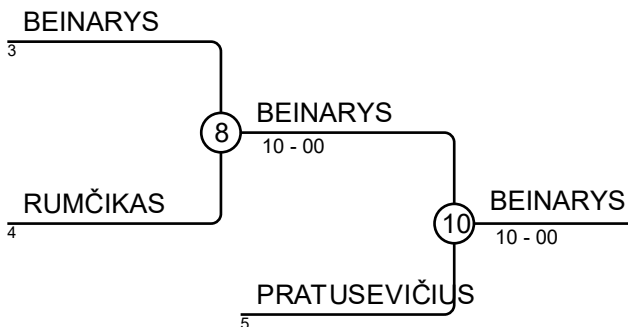 BEINARYS
3
8
BEINARYS
10 - 00
RUMČIKAS
4
10
BEINARYS
10 - 00
PRATUSEVIČIUS
5